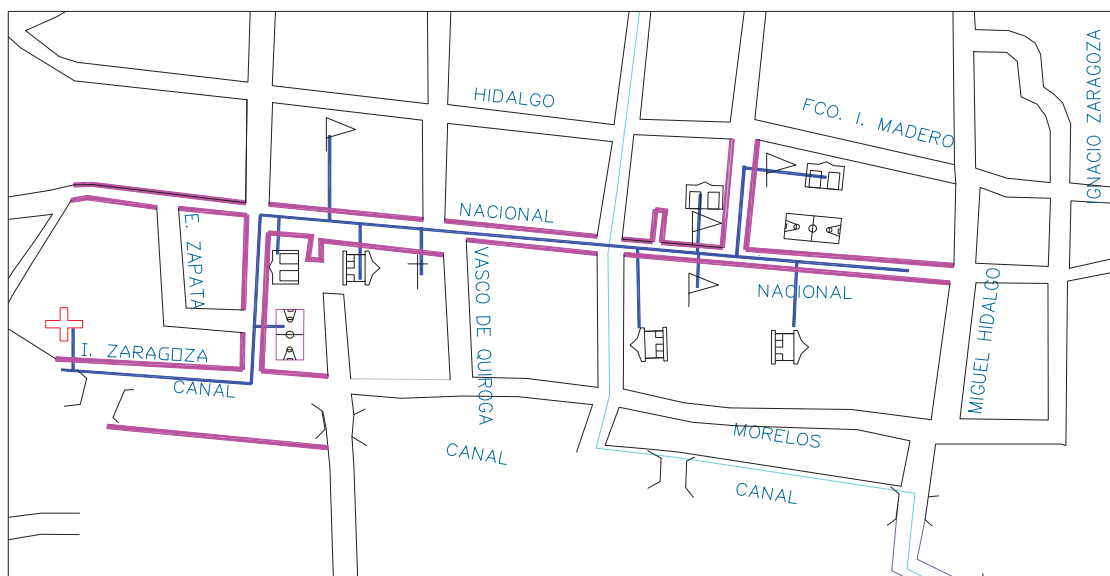 HIDALGO
FCO. I. MADERO
IGNACIO ZARAGOZA
NACIONAL
E. ZAPATA
VASCO DE QUIROGA
NACIONAL
MIGUEL HIDALGO
I. ZARAGOZA
CANAL
MORELOS
CANAL
CANAL